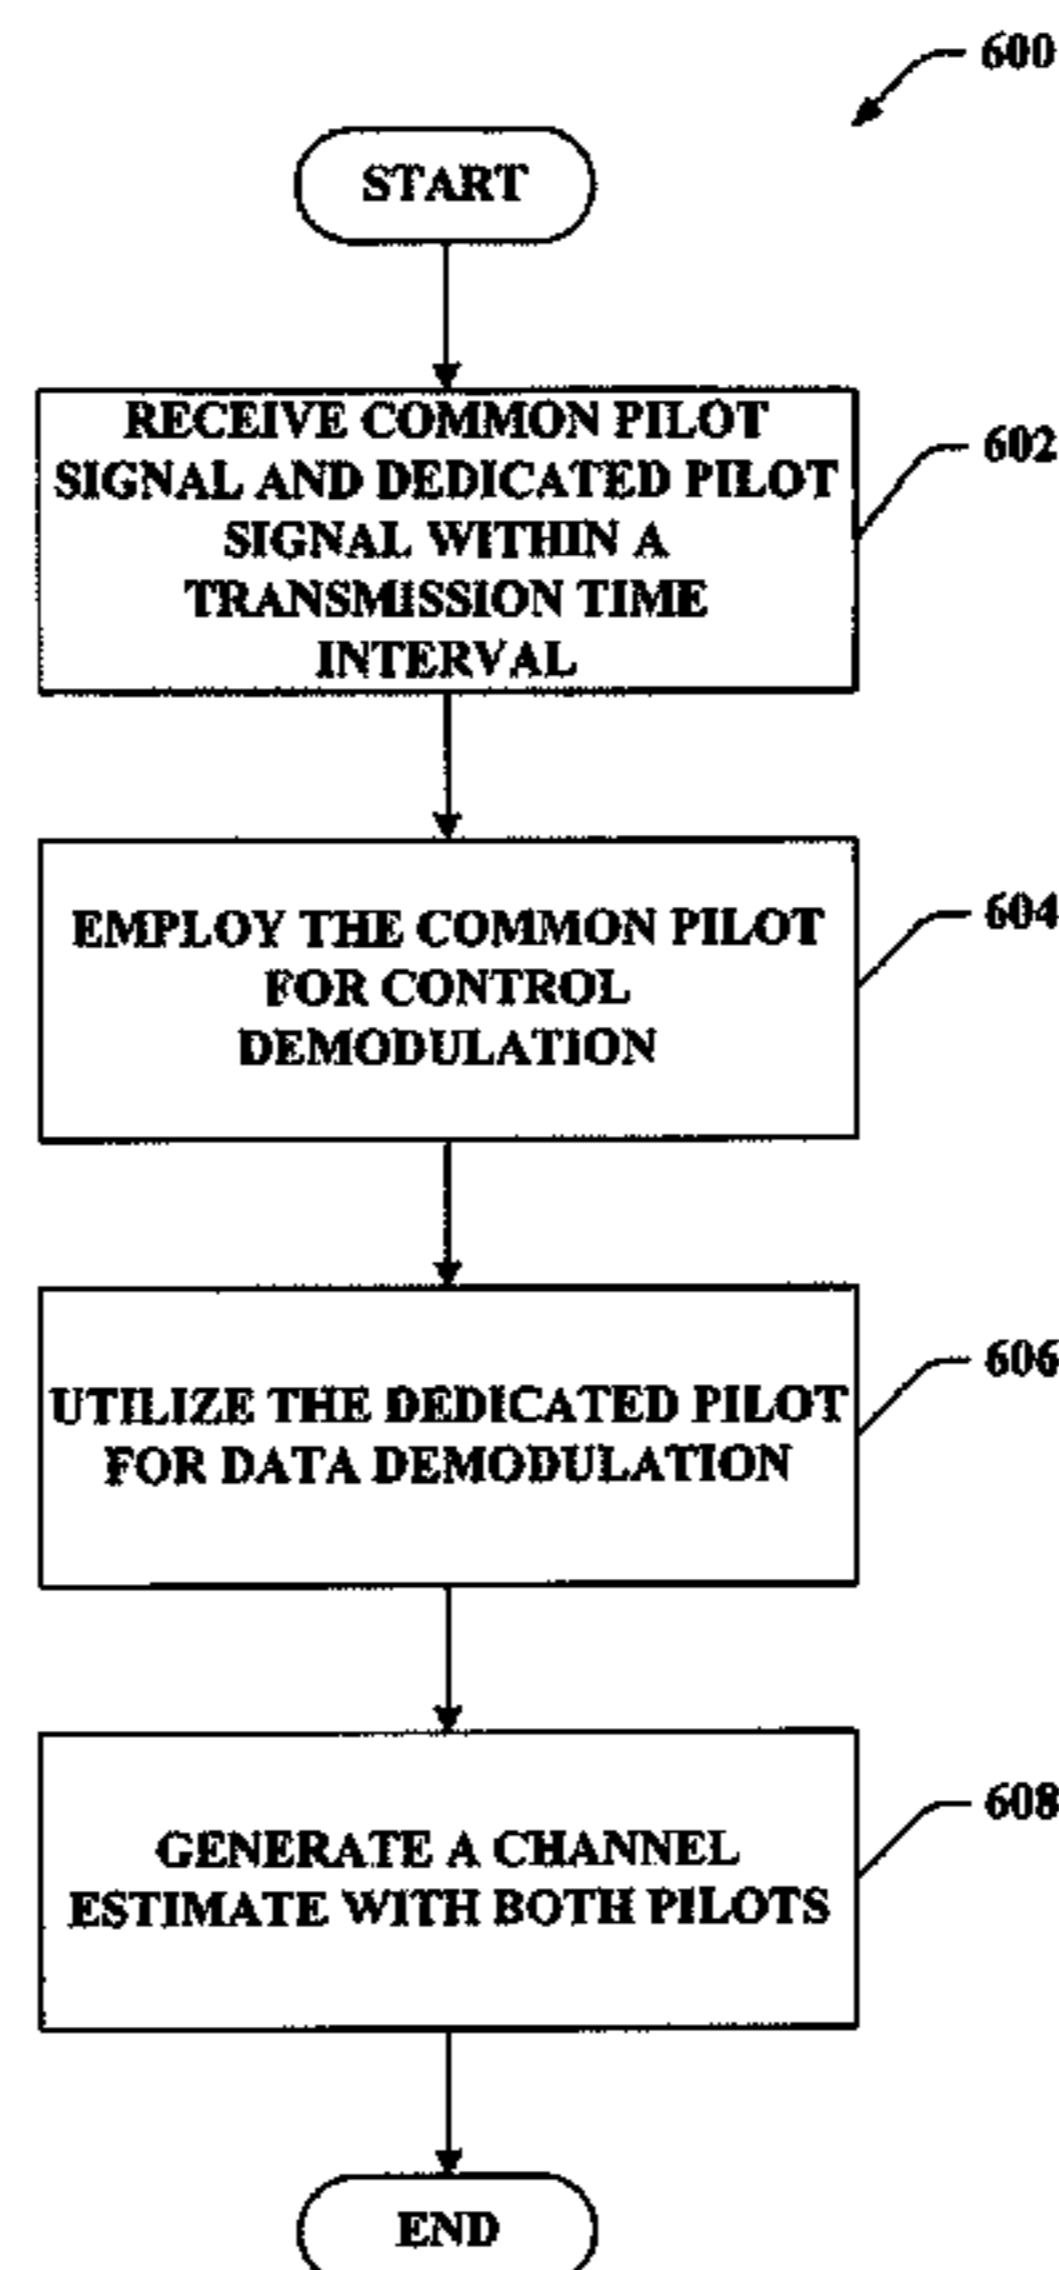 600
START
RECEIVE COMMON PILOT
SIGNAL AND DEDICATED PILOT
SIGNAL WITHIN A
TRANSMISSION TIME
INTERVAL
602
EMPLOY THE COMMON PILOT
FOR CONTROL
DEMODULATION
604
UTILIZE THE DEDICATED PILOT
FOR DATA DEMODULATION
606
GENERATE A CHANNEL
ESTIMATE WITH BOTH PILOTS
608
END